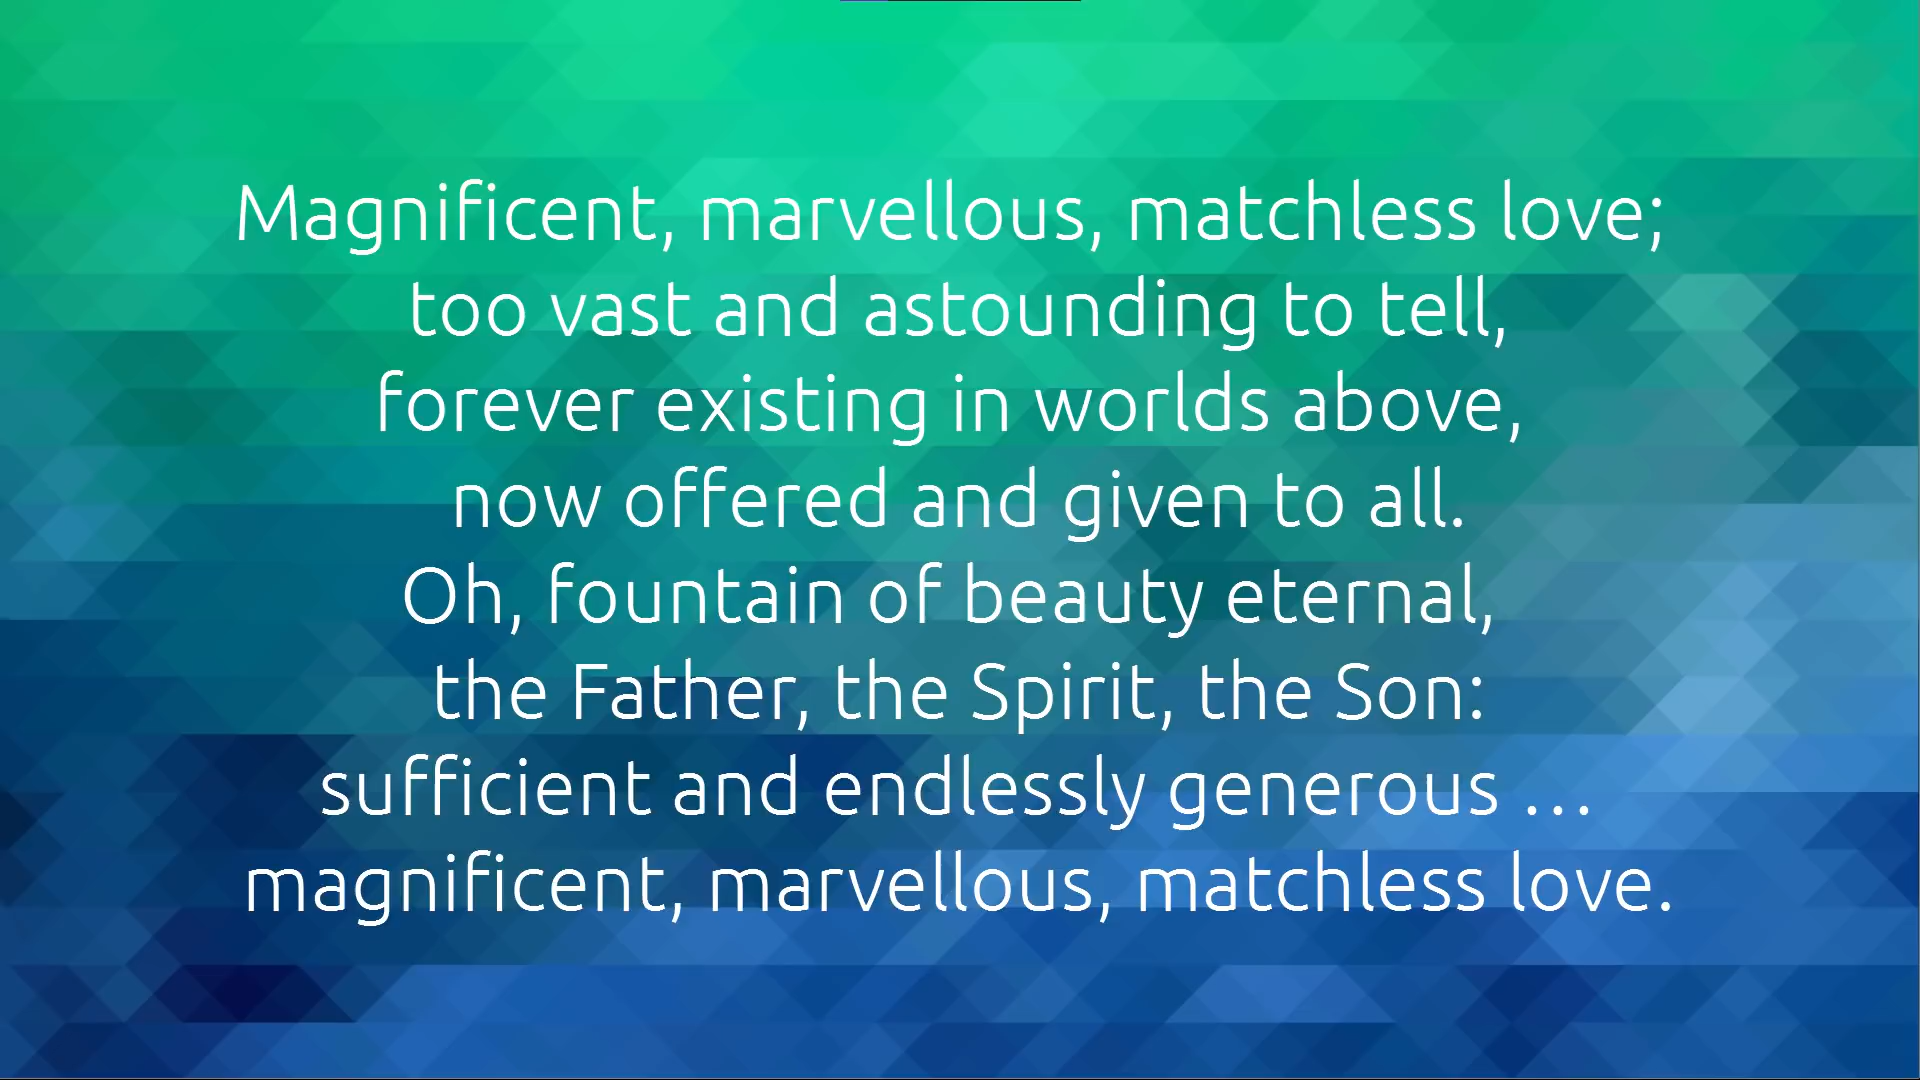 Magnificent, marvellous, matchless love;
too vast and astounding to tell,
forever existing in worlds above,
now offered and given to all.
Oh, fountain of beauty eternal,
the Father, the Spirit, the Son:
sufficient and endlessly generous …
magnificent, marvellous, matchless love.